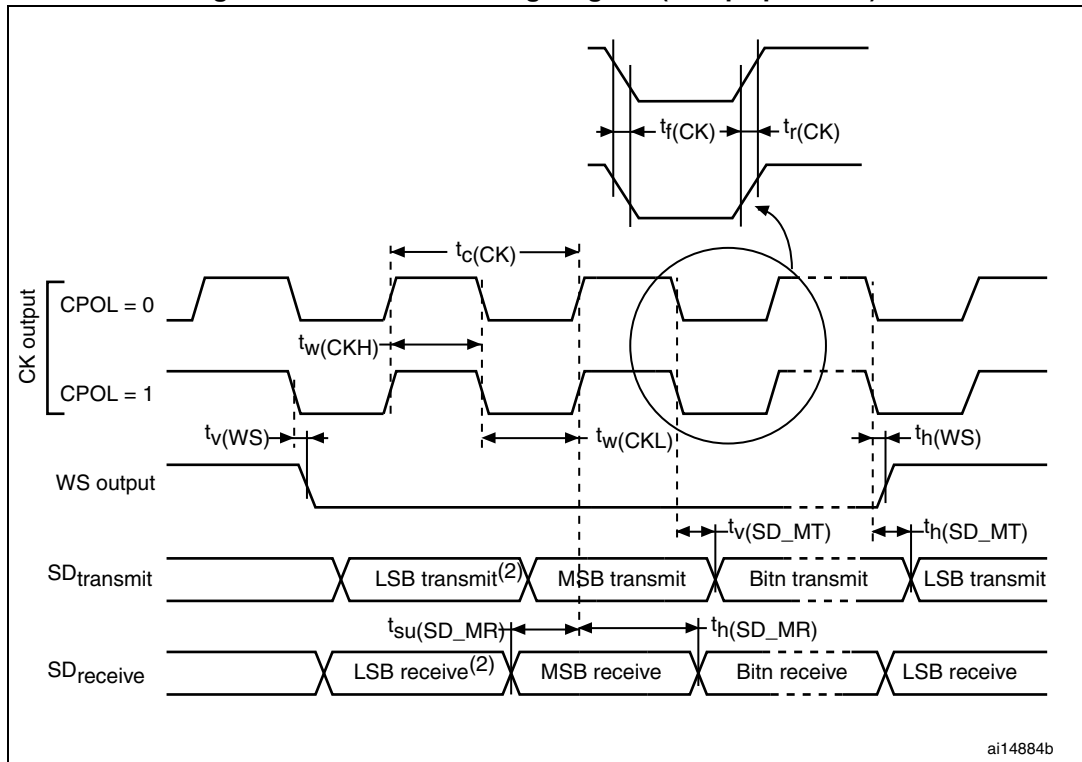 tf(CK)
tr(CK)
tc(CK)
CK output
CPOL = 0
tw(CKH)
CPOL = 1
tv(WS)
tw(CKL)
th(WS)
WS output
tv(SD_MT)
th(SD_MT)
SDtransmit
LSB transmit(2)
MSB transmit
Bitn transmit
LSB transmit
tsu(SD_MR)
th(SD_MR)
SDreceive
LSB receive(2)
MSB receive
Bitn receive
LSB receive
ai14884b